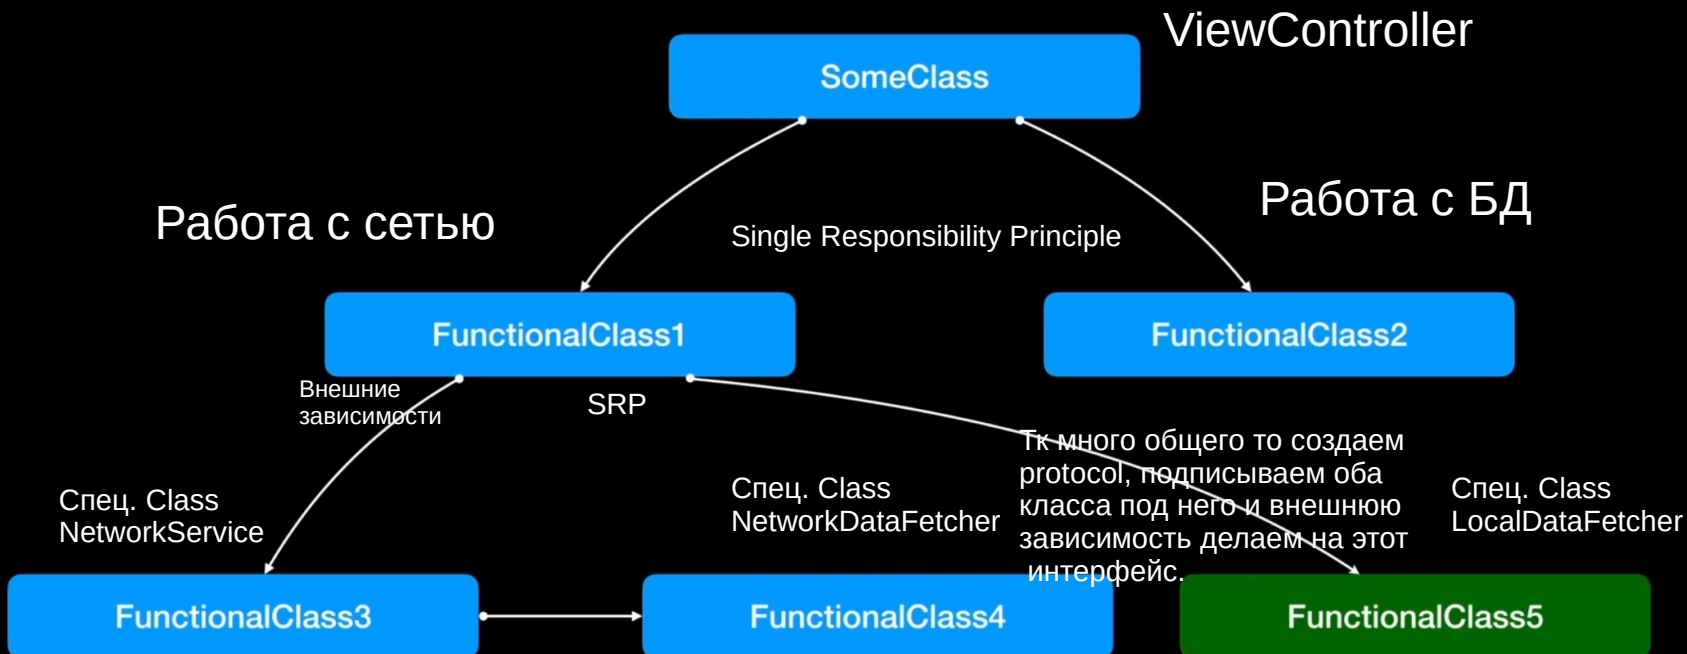 ViewController
SomeClass
Работа с сетью
Single Responsibility Principle
Работа с БД
FunctionalClass1
FunctionalClass2
Внешние
зависимости
SRP
Спец. Class
NetworkService
Спец. Class
NetworkDataFetcher
Тк много общего то создаем
protocol, подписываем оба
класса под него и внешнюю
зависимость делаем на этот
интерфейс.
Спец. Class
LocalDataFetcher
FunctionalClass3
FunctionalClass4
FunctionalClass5